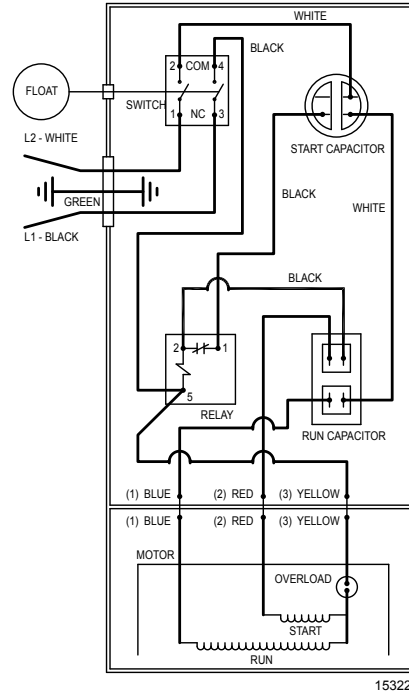 WHITE
BLACK
2 COM 4
FLOAT
SWITCH
1 NC 3
START CAPACITOR
L2 - WHITE
GREEN
L1 - BLACK
BLACK
WHITE
BLACK
2 1
5
RELAY
RUN CAPACITOR
(1) BLUE (2) RED (3) YELLOW
(1) BLUE (2) RED (3) YELLOW
MOTOR
OVERLOAD
START
RUN
15322